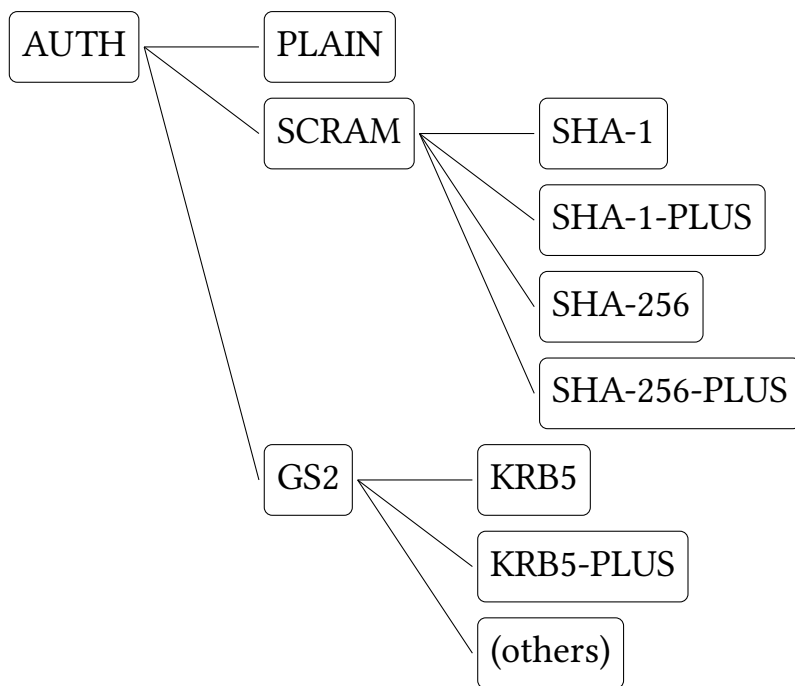 AUTH
PLAIN
SCRAM
SHA-1
SHA-1-PLUS
SHA-256
SHA-256-PLUS
GS2
KRB5
KRB5-PLUS
(others)